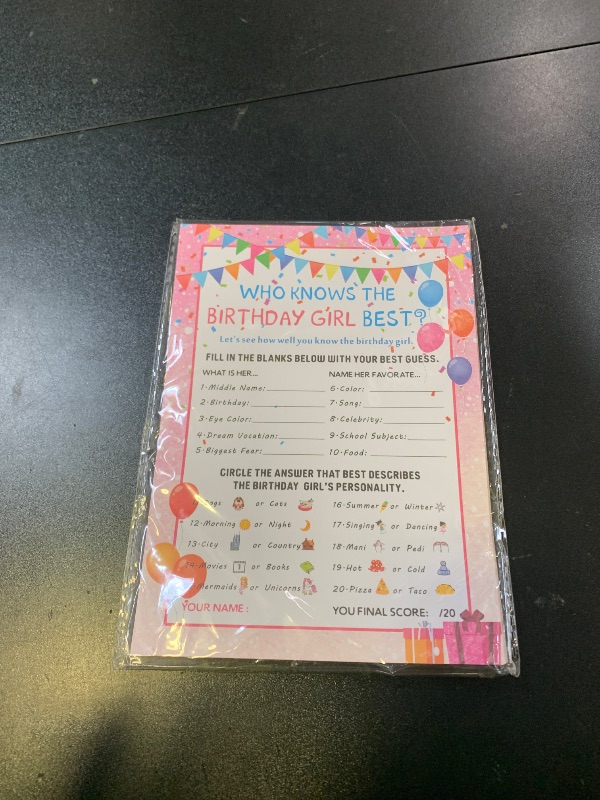 WHO KNOWS THE
BIRTHDAY GIRL BEST?
Let's see how well you know the birthday girl.
FILL IN THE BLANKS BELOW WITH YOUR BEST GUESS.
WHAT IS HER... NAME HER FAVORATE...
1·Middle Name: 6·Color:
2·Birthday: 7·Song:
3·Eye Color: 8·Celebrity:
4·Dream Vocation: 9·School Subject:
5·Biggest Fear: 10·Food:
CIRCLE THE ANSWER THAT BEST DESCRIBES
THE BIRTHDAY GIRL'S PERSONALITY.
Dogs or Cats 16·Summer or Winter
12·Morning or Night 17·Singing or Dancing
13·City or Country 18·Mani or Pedi
14·Movies or Books 19·Hot or Cold
Mermaids or Unicorns 20·Pizza or Taco
YOUR NAME: YOU FINAL SCORE: /20